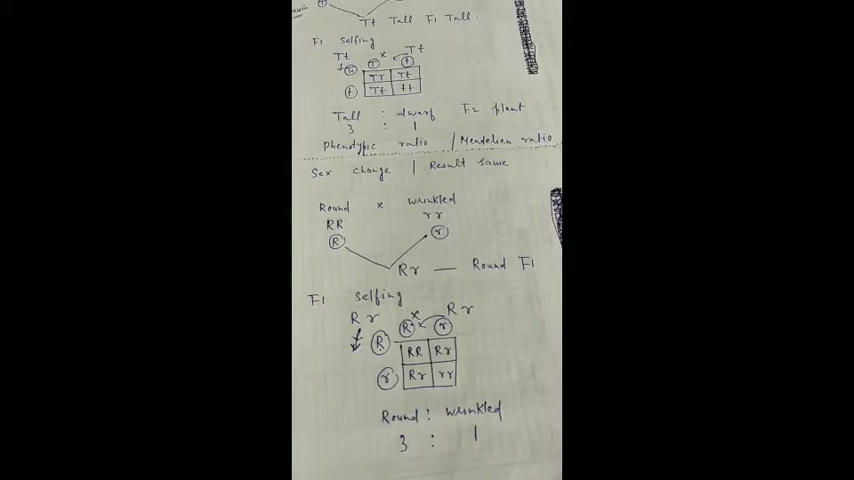 T
Tt Tall F1 Tall.
F1 selfing
Tt × Tt
T t
T TT Tt
t Tt tt
Tall : dwarf F2 plant
3 : 1
Phenotypic ratio / Mendelian ratio
Sex change | Result same
Round × wrinkled
RR rr
R r
Rr — Round F1
F1 selfing
Rr × Rr
R r
R RR Rr
r Rr rr
Round : wrinkled
3 : 1